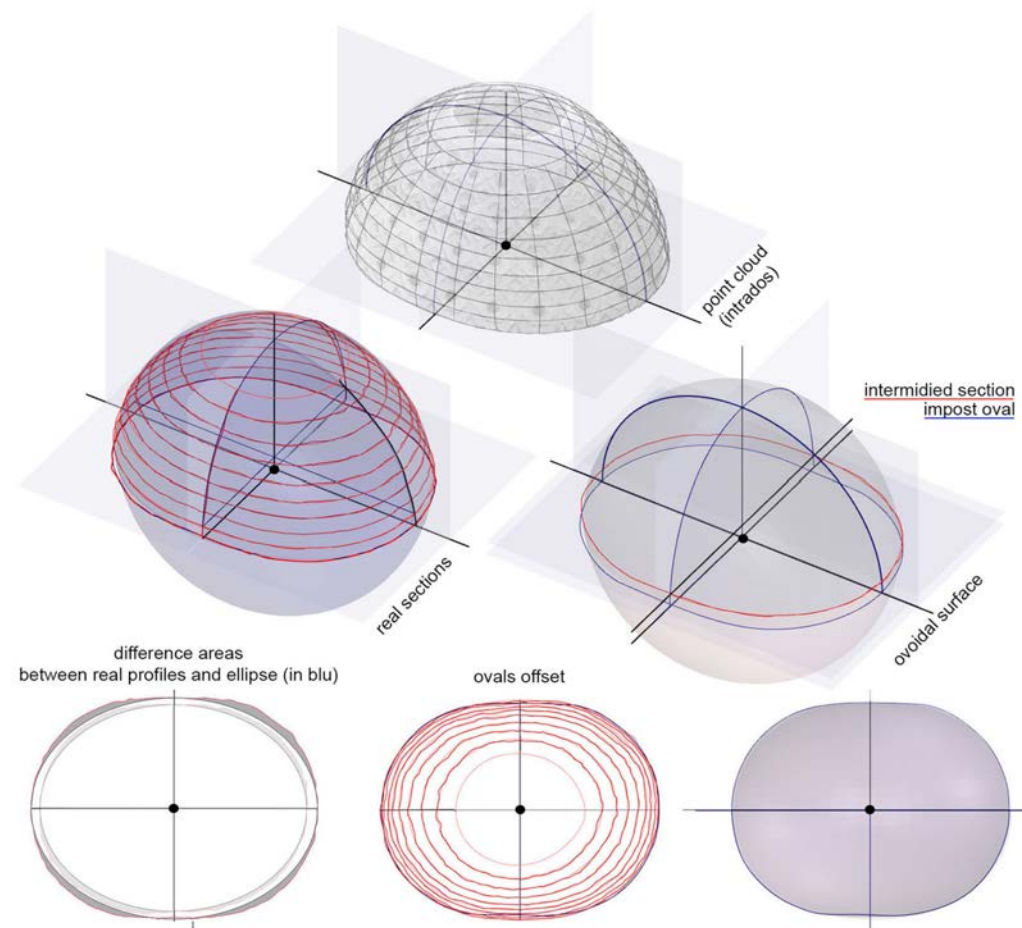 point cloud
(intrados)
intermidied section
impost oval
real sections
ovoidal surface
difference areas
between real profiles and ellipse (in blu)
ovals offset